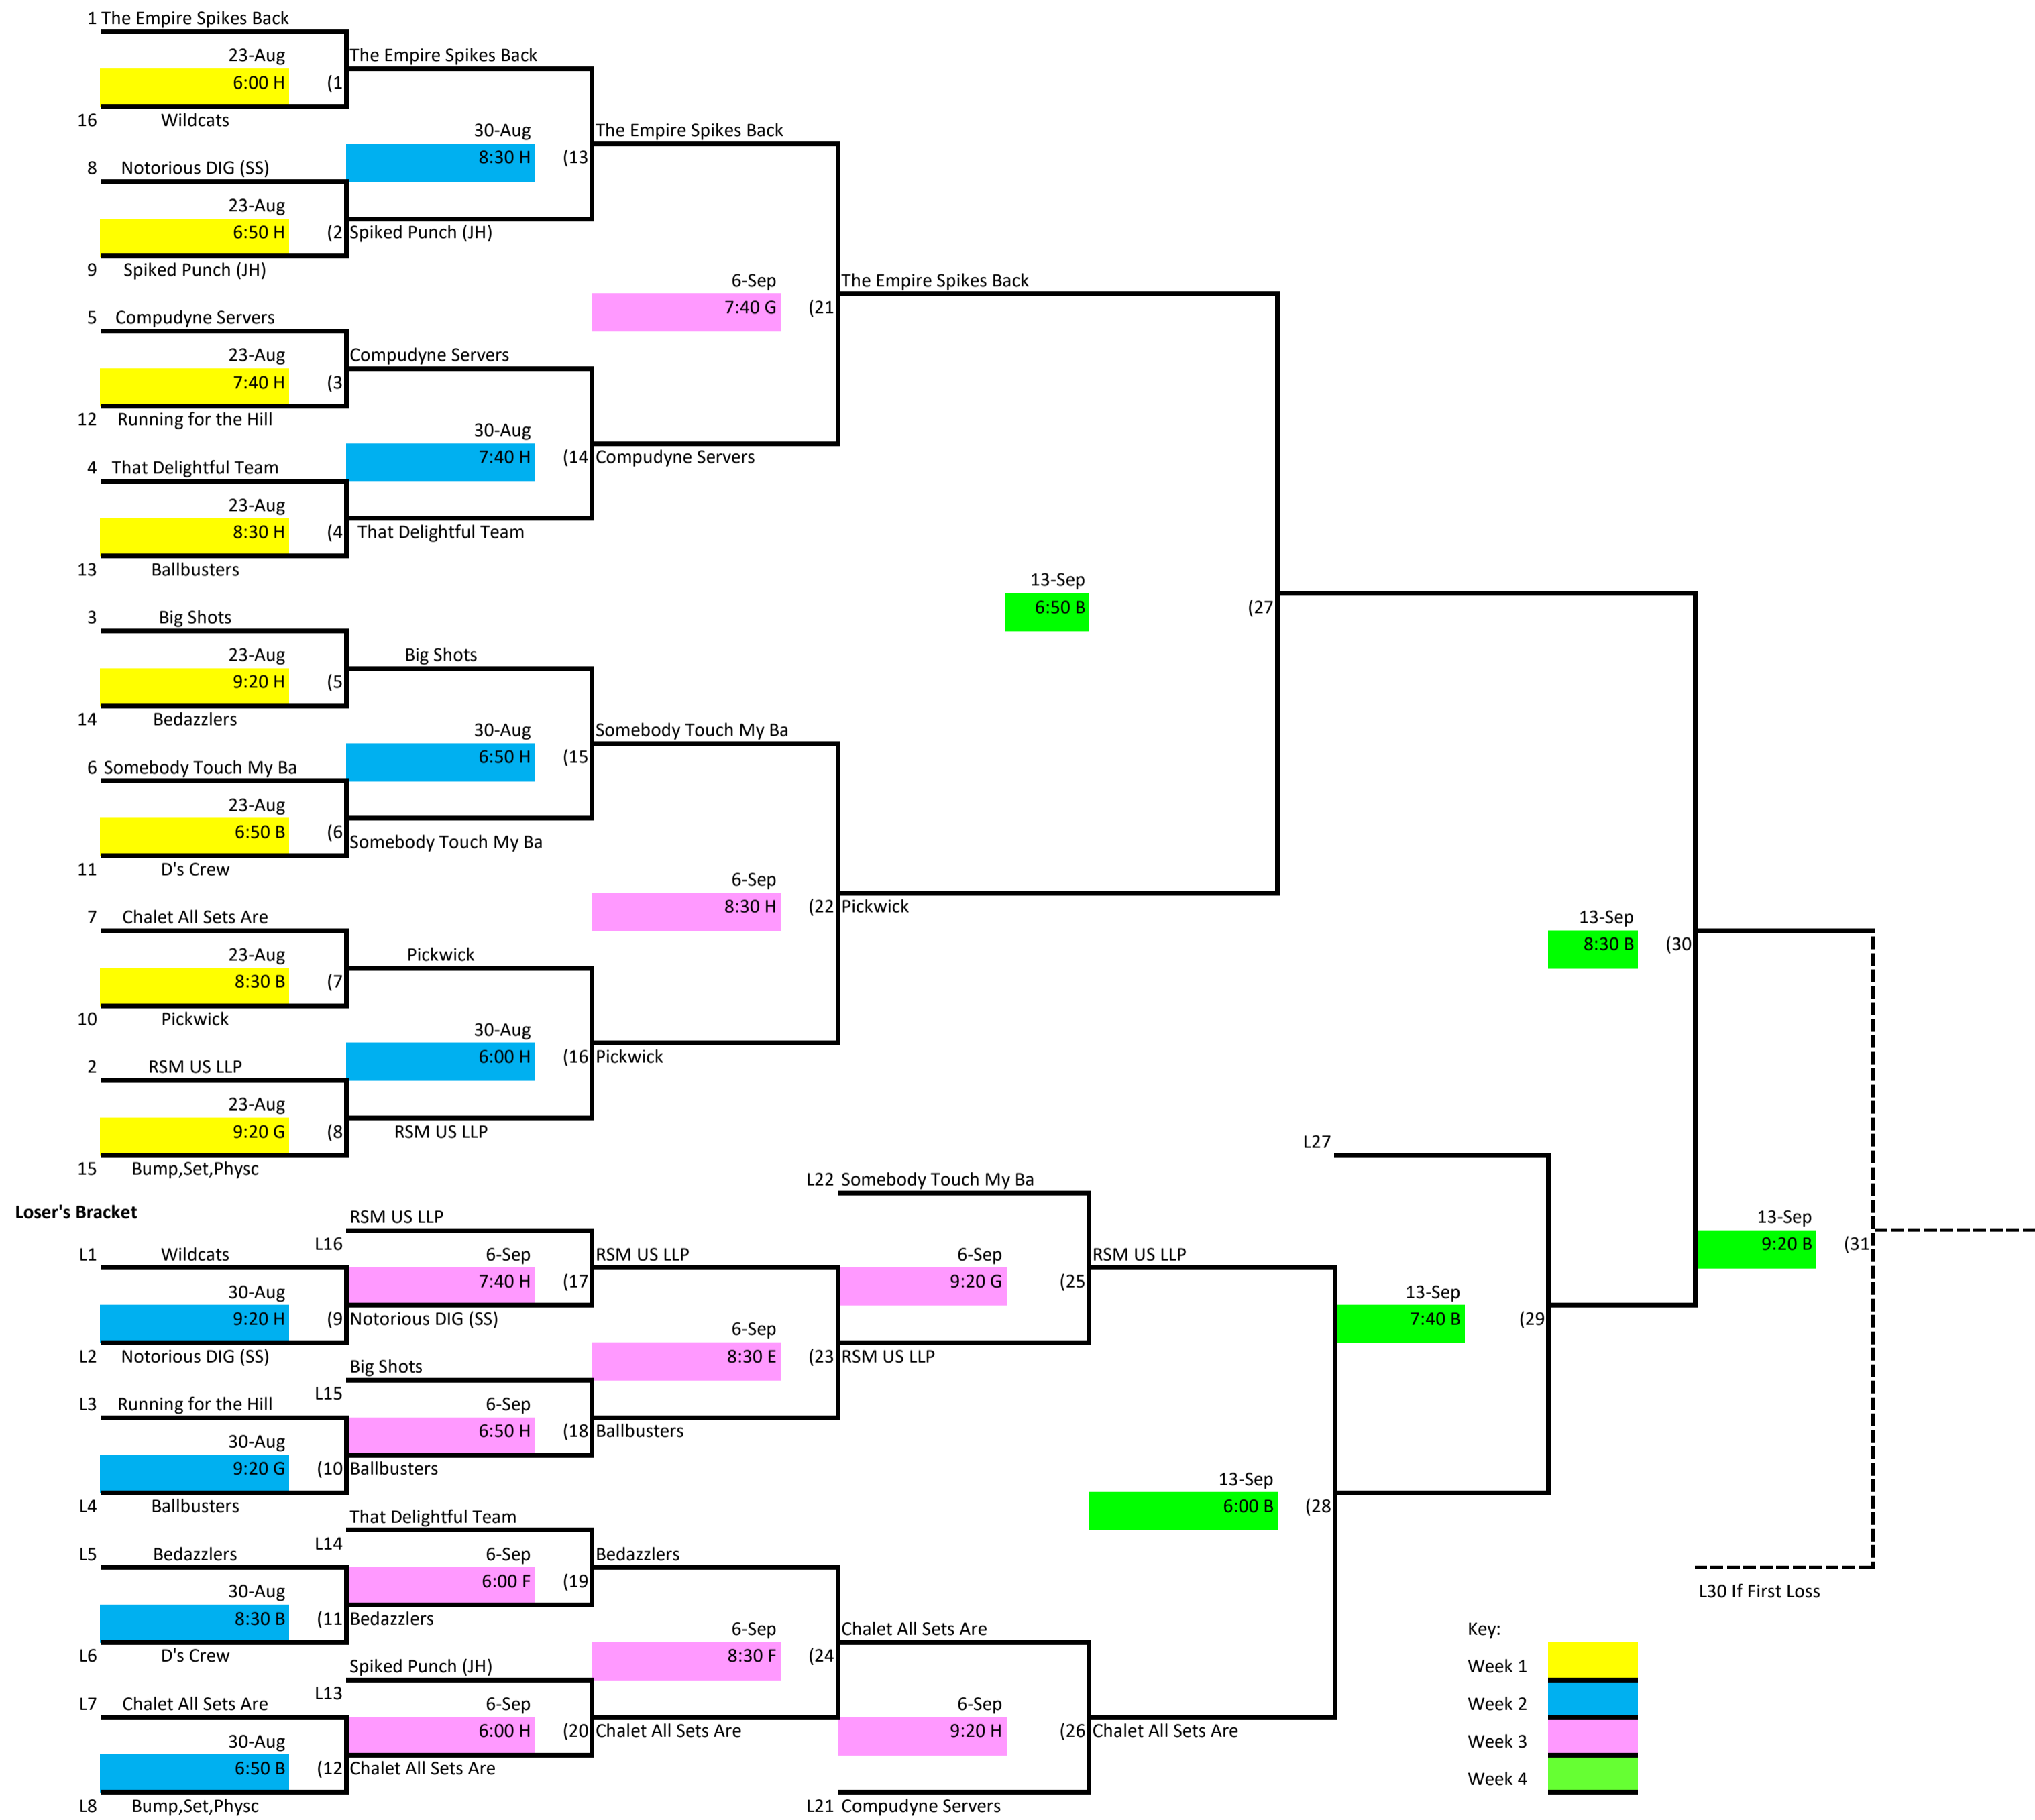 1 The Empire Spikes Back
23-Aug The Empire Spikes Back
6:00 H (1
16 Wildcats
30-Aug The Empire Spikes Back
8:30 H (13
8 Notorious DIG (SS)
23-Aug
6:50 H (2 Spiked Punch (JH)
9 Spiked Punch (JH)
6-Sep The Empire Spikes Back
7:40 G (21
5 Compudyne Servers
23-Aug Compudyne Servers
7:40 H (3
12 Running for the Hill
30-Aug
7:40 H (14 Compudyne Servers
4 That Delightful Team
23-Aug
8:30 H (4 That Delightful Team
13 Ballbusters
13-Sep
6:50 B (27
3 Big Shots
23-Aug Big Shots
9:20 H (5
14 Bedazzlers
30-Aug Somebody Touch My Ba
6:50 H (15
6 Somebody Touch My Ba
23-Aug
6:50 B (6 Somebody Touch My Ba
11 D's Crew
6-Sep
8:30 H (22 Pickwick
7 Chalet All Sets Are
13-Sep
8:30 B (30
23-Aug Pickwick
8:30 B (7
10 Pickwick
30-Aug
6:00 H (16 Pickwick
2 RSM US LLP
23-Aug
9:20 G (8 RSM US LLP
15 Bump,Set,Physc
L27
L22 Somebody Touch My Ba
Loser's Bracket
RSM US LLP
L16
13-Sep
9:20 B (31
L1 Wildcats
6-Sep RSM US LLP
7:40 H (17
6-Sep RSM US LLP
9:20 G (25
30-Aug
9:20 H (9 Notorious DIG (SS)
13-Sep
7:40 B (29
L2 Notorious DIG (SS)
6-Sep
8:30 E (23 RSM US LLP
Big Shots
L15
L3 Running for the Hill
6-Sep
6:50 H (18 Ballbusters
30-Aug
9:20 G (10 Ballbusters
L4 Ballbusters
13-Sep
6:00 B (28
That Delightful Team
L14
L5 Bedazzlers
6-Sep Bedazzlers
6:00 F (19
30-Aug
8:30 B (11 Bedazzlers
L30 If First Loss
L6 D's Crew
6-Sep Chalet All Sets Are
8:30 F (24
Spiked Punch (JH)
L13
L7 Chalet All Sets Are
6-Sep
6:00 H (20 Chalet All Sets Are
6-Sep
9:20 H (26 Chalet All Sets Are
30-Aug
6:50 B (12 Chalet All Sets Are
L8 Bump,Set,Physc
L21 Compudyne Servers
Key:
Week 1
Week 2
Week 3
Week 4